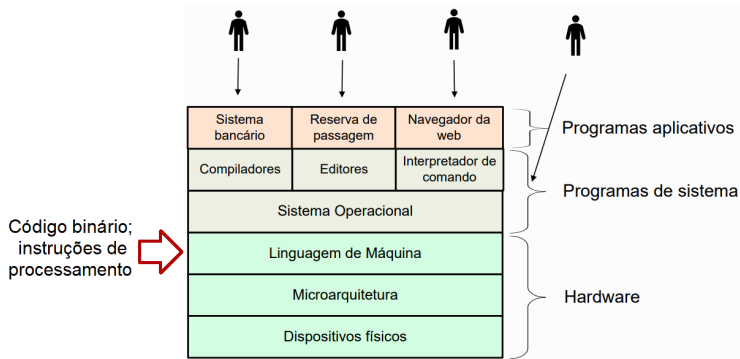 Sistema
bancário
Reserva de
passagem
Navegador da
web
Programas aplicativos
Compiladores
Editores
Interpretador de
comando
Programas de sistema
Sistema Operacional
Código binário;
instruções de
processamento
Linguagem de Máquina
Microarquitetura
Hardware
Dispositivos físicos